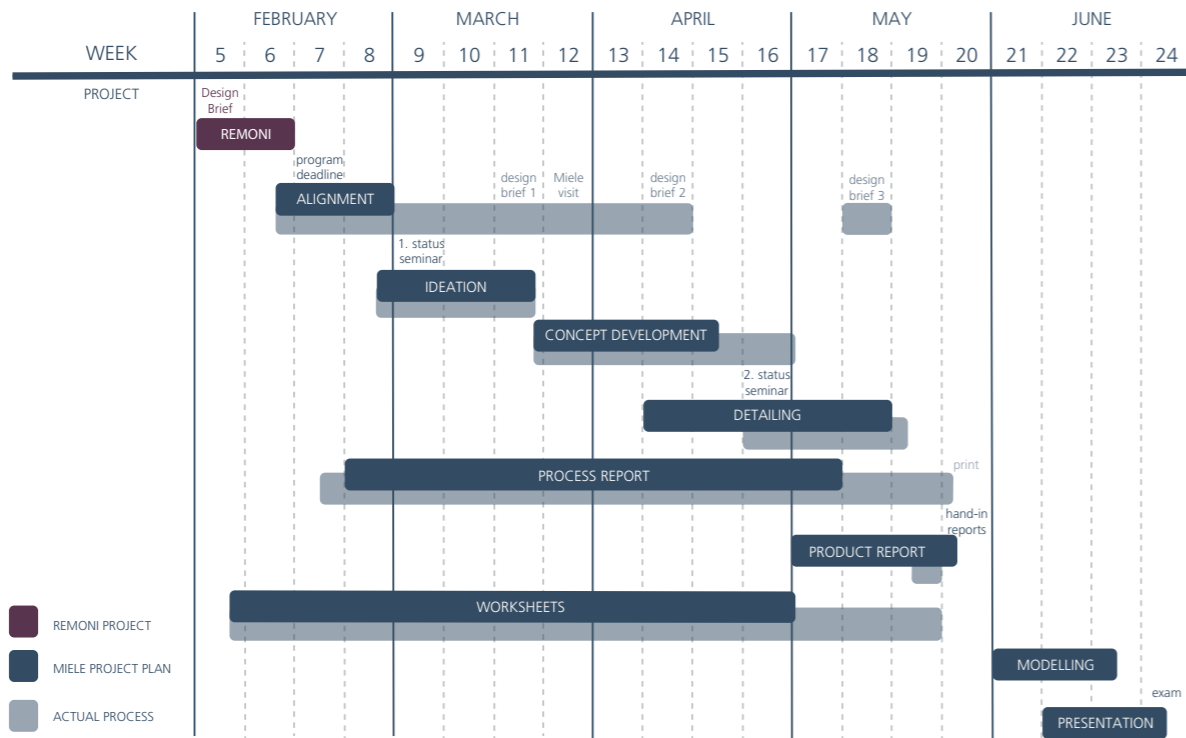 FEBRUARY MARCH APRIL MAY JUNE
WEEK 5 6 7 8 9 10 11 12 13 14 15 16 17 18 19 20 21 22 23 24
PROJECT
Design
Brief
REMONI
program
deadline
ALIGNMENT
design
brief 1
Miele
visit
design
brief 2
design
brief 3
1. status
seminar
IDEATION
CONCEPT DEVELOPMENT
2. status
seminar
DETAILING
PROCESS REPORT
print
hand-in
reports
PRODUCT REPORT
WORKSHEETS
REMONI PROJECT
MIELE PROJECT PLAN
ACTUAL PROCESS
MODELLING
exam
PRESENTATION